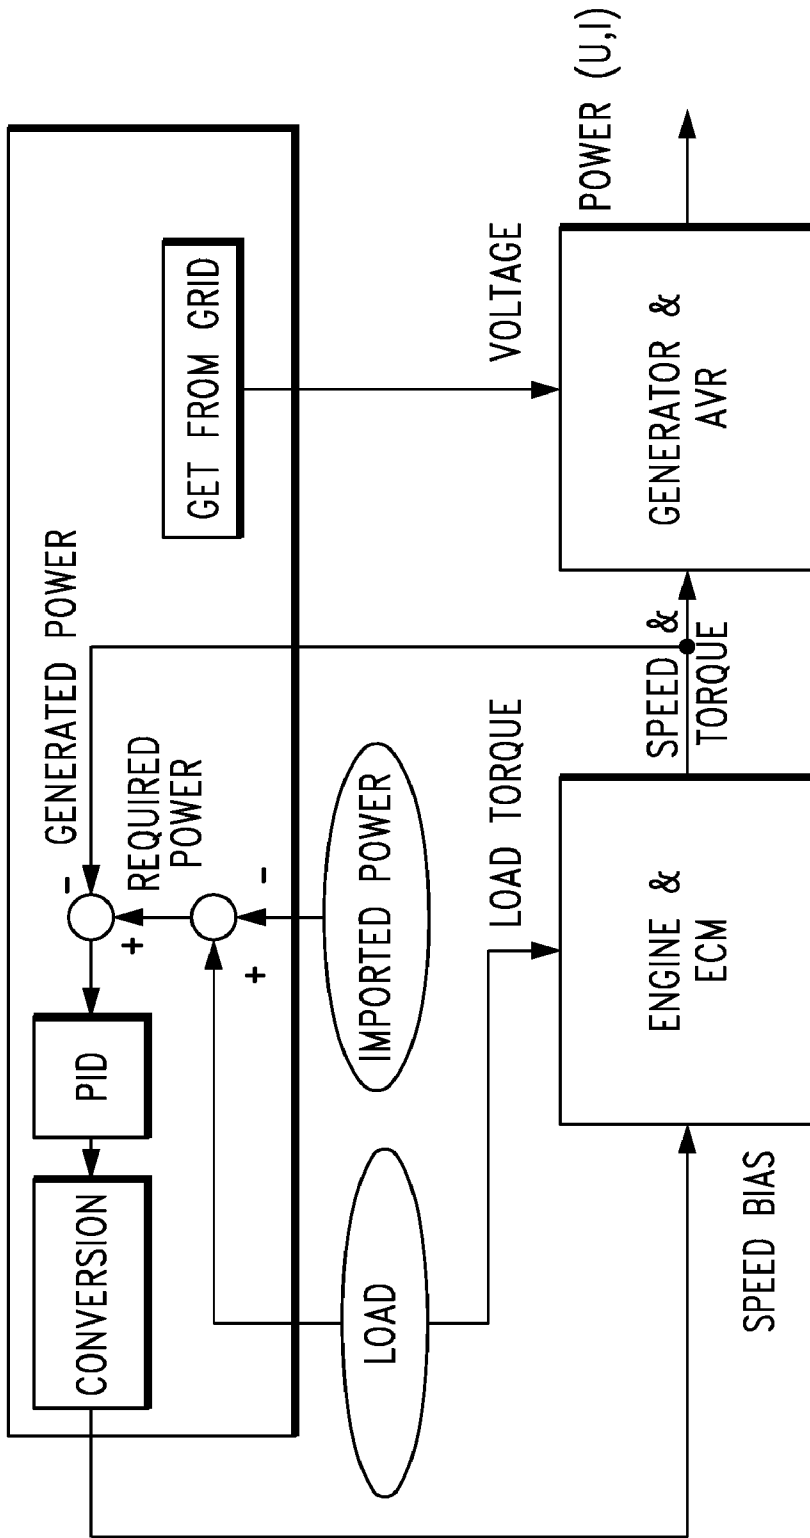 CONVERSION
PID
-
GENERATED POWER
+
REQUIRED
POWER
GET FROM GRID
+
-
LOAD
IMPORTED POWER
LOAD TORQUE
VOLTAGE
SPEED BIAS
ENGINE &
ECM
SPEED &
TORQUE
GENERATOR &
AVR
POWER (U,I)